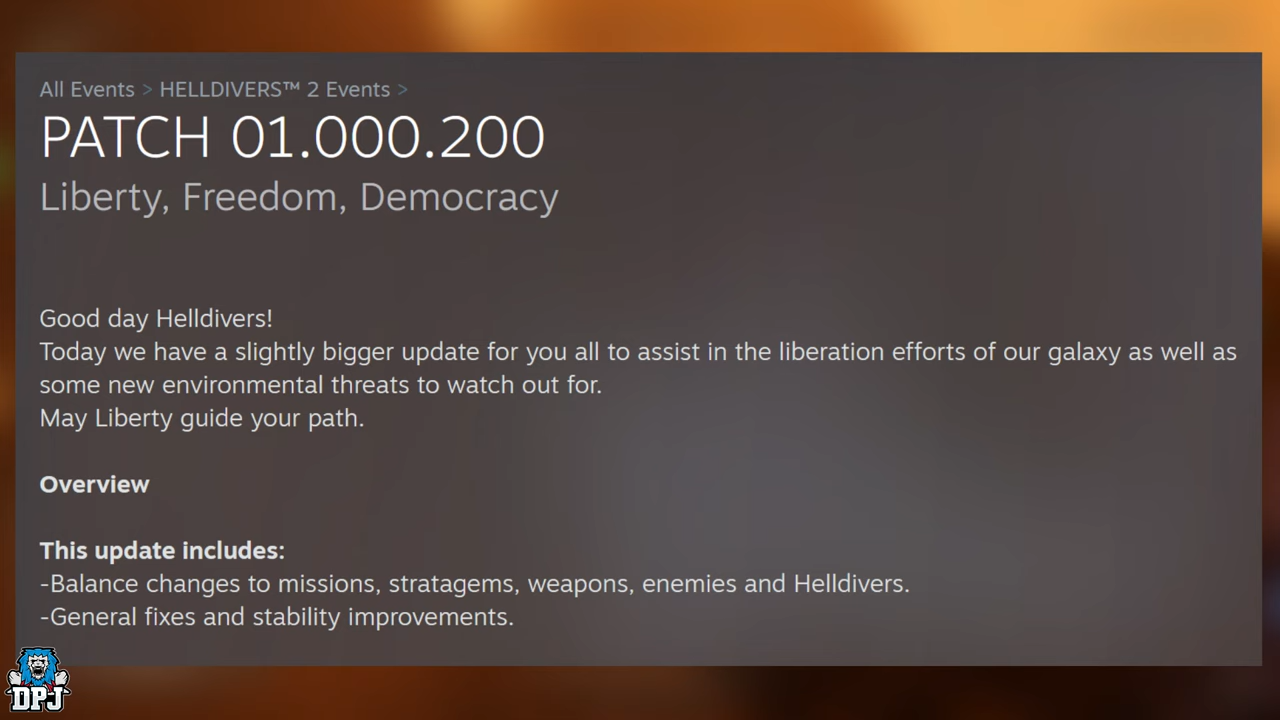 All Events > HELLDIVERS™ 2 Events >
PATCH 01.000.200
Liberty, Freedom, Democracy
Good day Helldivers!
Today we have a slightly bigger update for you all to assist in the liberation efforts of our galaxy as well as
some new environmental threats to watch out for.
May Liberty guide your path.
Overview
This update includes:
-Balance changes to missions, stratagems, weapons, enemies and Helldivers.
-General fixes and stability improvements.
DPJ